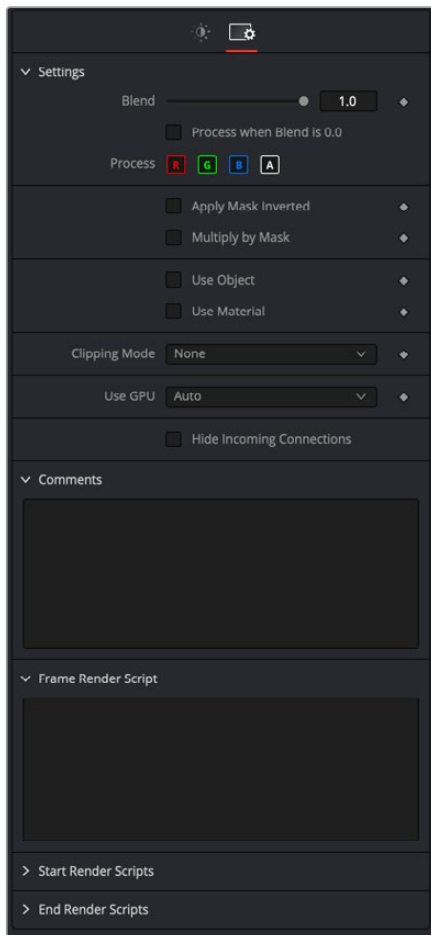 Settings
Blend 1.0
Process when Blend is 0.0
Process R G B A
Apply Mask Inverted
Multiply by Mask
Use Object
Use Material
Clipping Mode None
Use GPU Auto
Hide Incoming Connections
Comments
Frame Render Script
Start Render Scripts
End Render Scripts